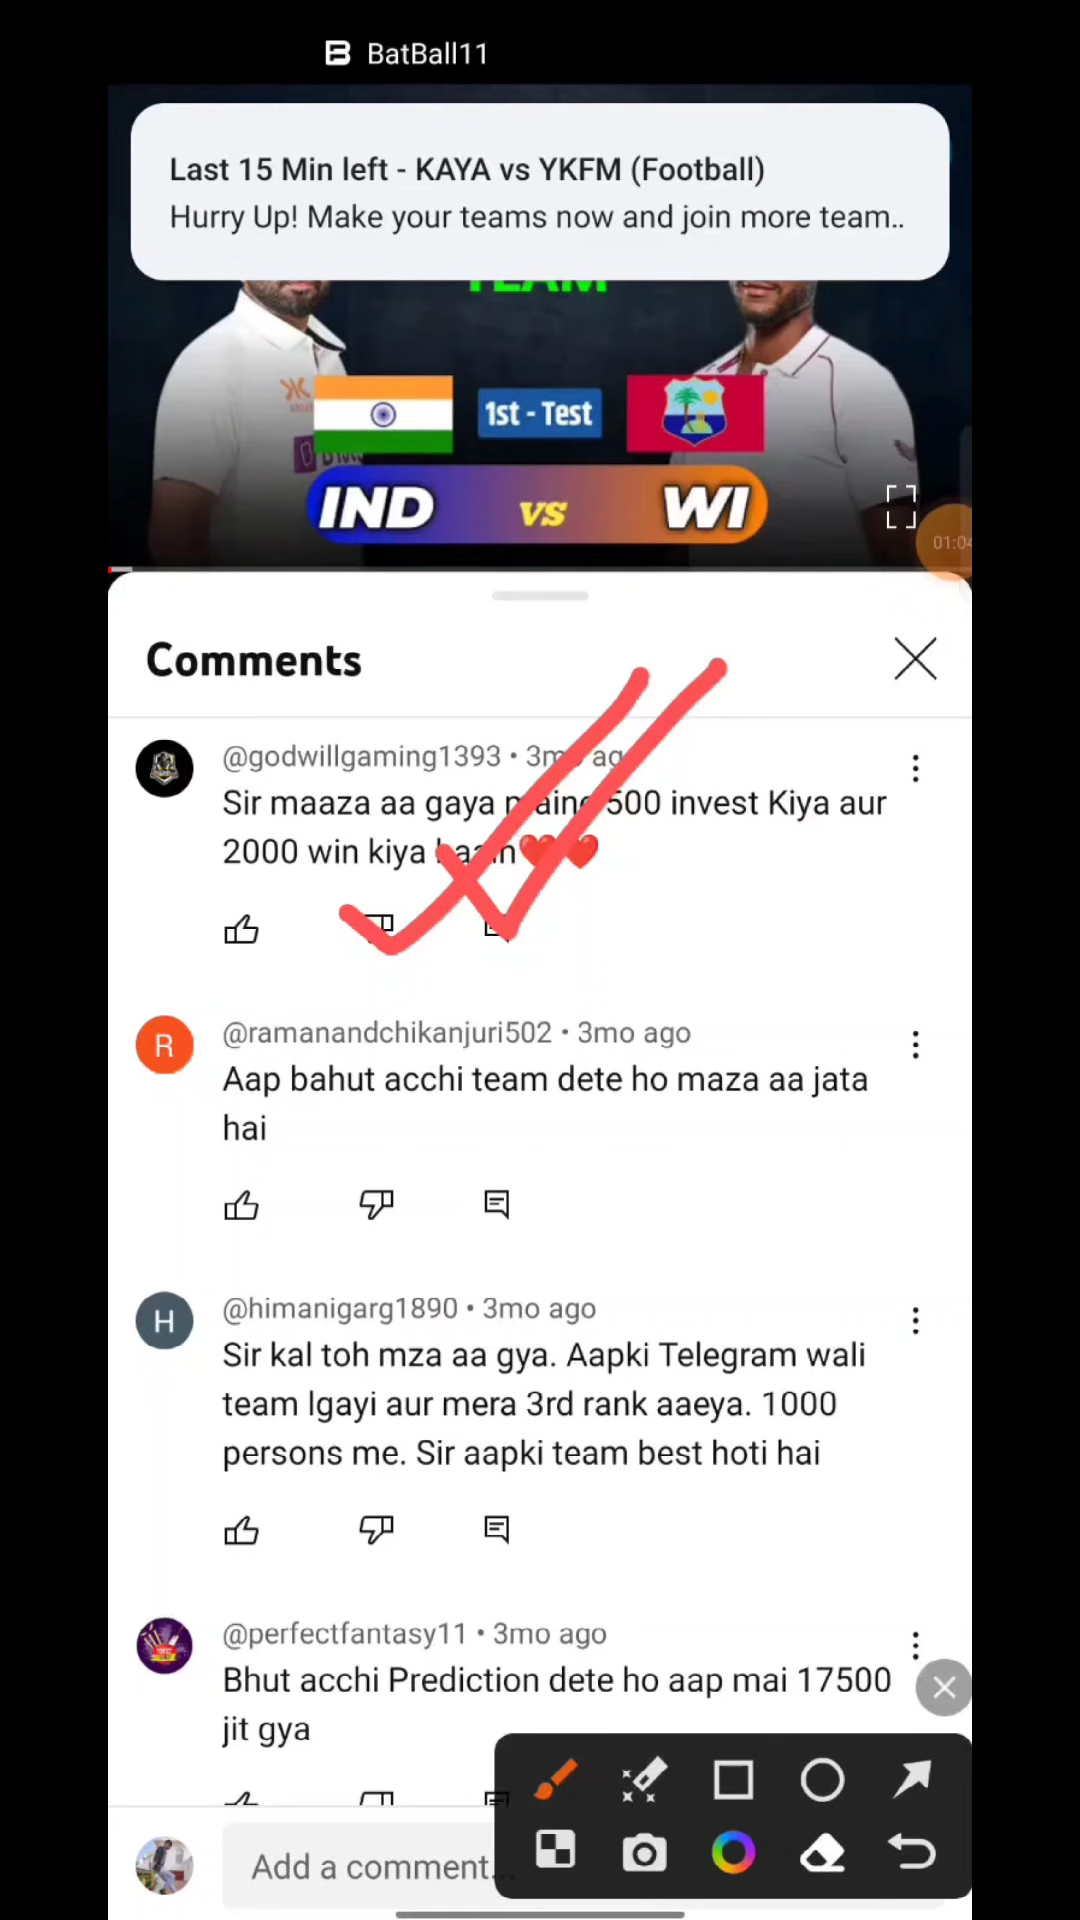 BatBall11
Last 15 Min left - KAYA vs YKFM (Football)
Hurry Up! Make your teams now and join more team..
TEAM
1st - Test
IND vs WI
01:04
Comments
@godwillgaming1393 • 3mo ago
Sir maaza aa gaya maine 500 invest Kiya aur
2000 win kiya haain❤️❤️
@ramanandchikanjuri502 • 3mo ago
Aap bahut acchi team dete ho maza aa jata
hai
@himanigarg1890 • 3mo ago
Sir kal toh mza aa gya. Aapki Telegram wali
team lgayi aur mera 3rd rank aaeya. 1000
persons me. Sir aapki team best hoti hai
@perfectfantasy11 • 3mo ago
Bhut acchi Prediction dete ho aap mai 17500
jit gya
Add a comment...
R
H